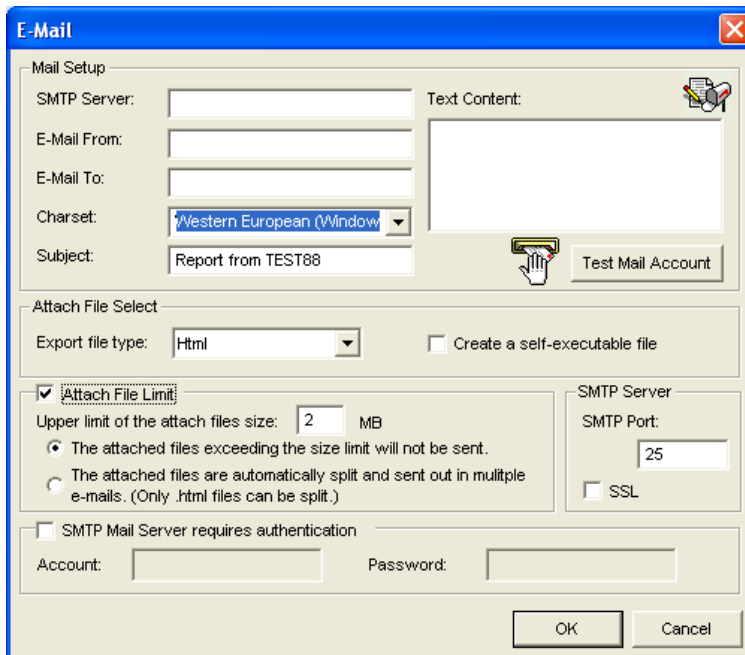 E-Mail
Mail Setup
SMTP Server:
Text Content:
E-Mail From:
E-Mail To:
Charset:
Western European (Window
Subject:
Report from TEST88
Test Mail Account
Attach File Select
Export file type:
Html
Create a self-executable file
Attach File Limit
Upper limit of the attach files size:
2
MB
The attached files exceeding the size limit will not be sent.
The attached files are automatically split and sent out in mulitple
e-mails. (Only .html files can be split.)
SMTP Server
SMTP Port:
25
SSL
SMTP Mail Server requires authentication
Account:
Password:
OK
Cancel